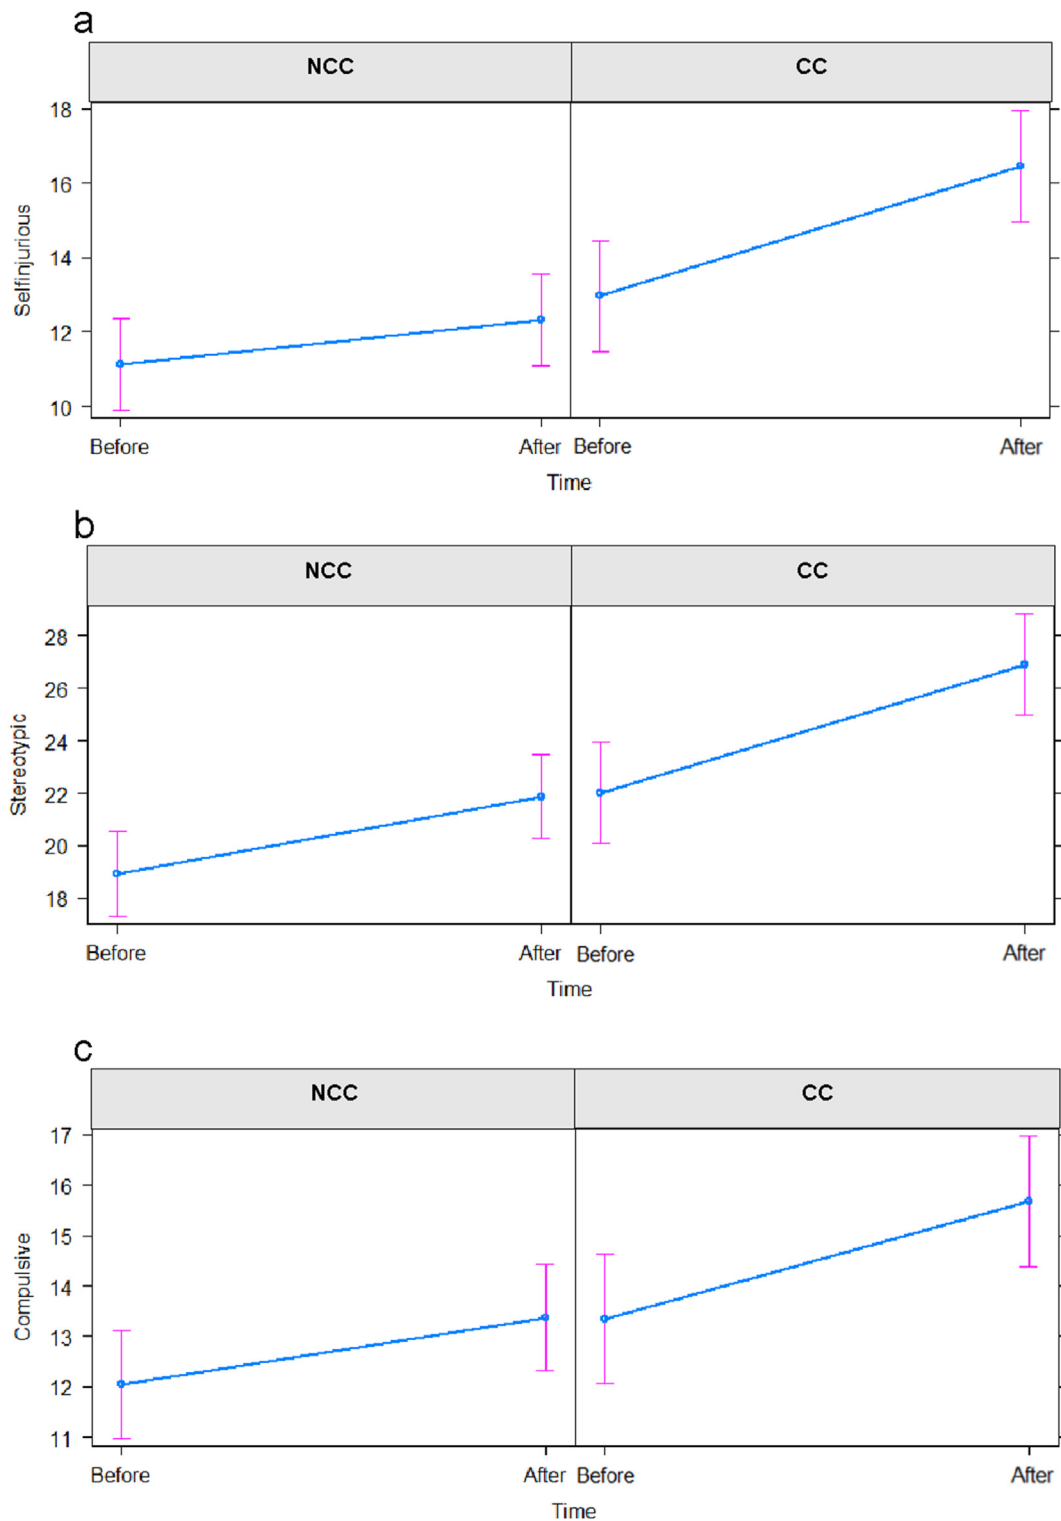 a
NCC CC
Selfinjurious
18
16
14
12
10
Before After Before After
Time
b
NCC CC
Stereotypic
28
26
24
22
20
18
Before After Before After
Time
c
NCC CC
Compulsive
17
16
15
14
13
12
11
Before After Before After
Time